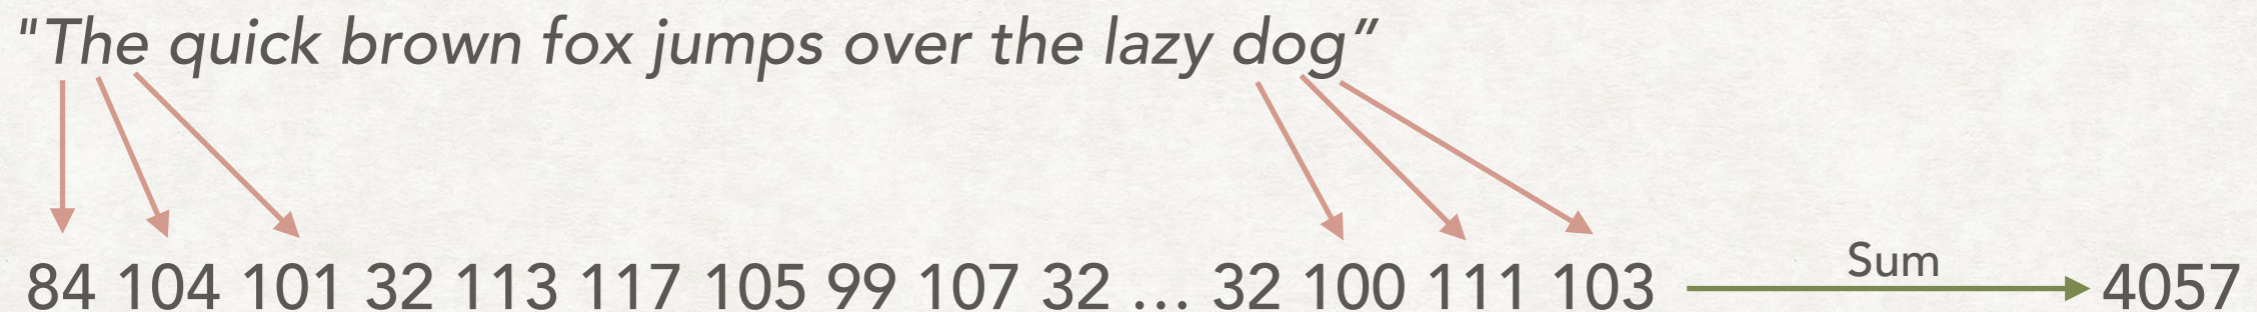 "The quick brown fox jumps over the lazy dog”
84 104 101 32 113 117 105 99 107 32 … 32 100 111 103 Sum 4057